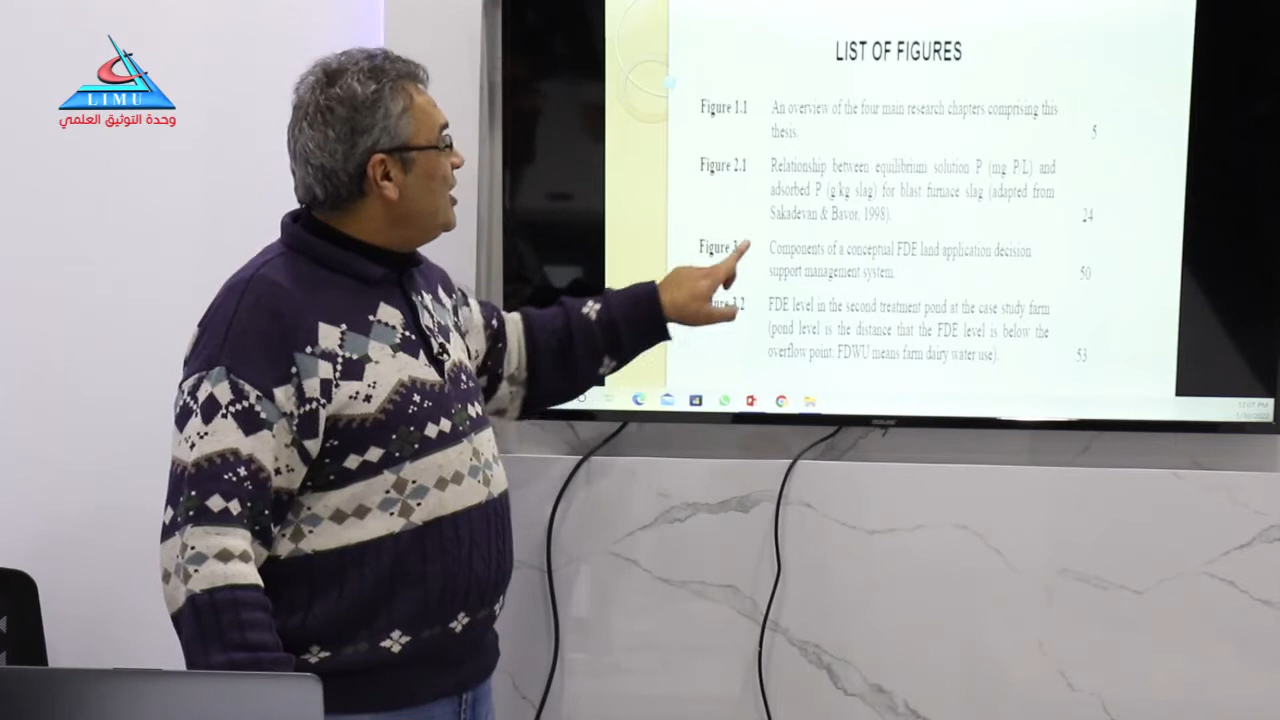 LIMU
وحدة التوثيق العلمي
LIST OF FIGURES
Figure 1.1 An overview of the four main research chapters comprising this
thesis. 5
Figure 2.1 Relationship between equilibrium solution P (mg P/L) and
adsorbed P (g/kg slag) for blast furnace slag (adapted from
Sakadevan & Bavor, 1998). 24
Figure Components of a conceptual FDE land application decision
support management system. 50
3.2 FDE level in the second treatment pond at the case study farm
(pond level is the distance that the FDE level is below the
overflow point. FDWU means farm dairy water use). 53
12:07 PM